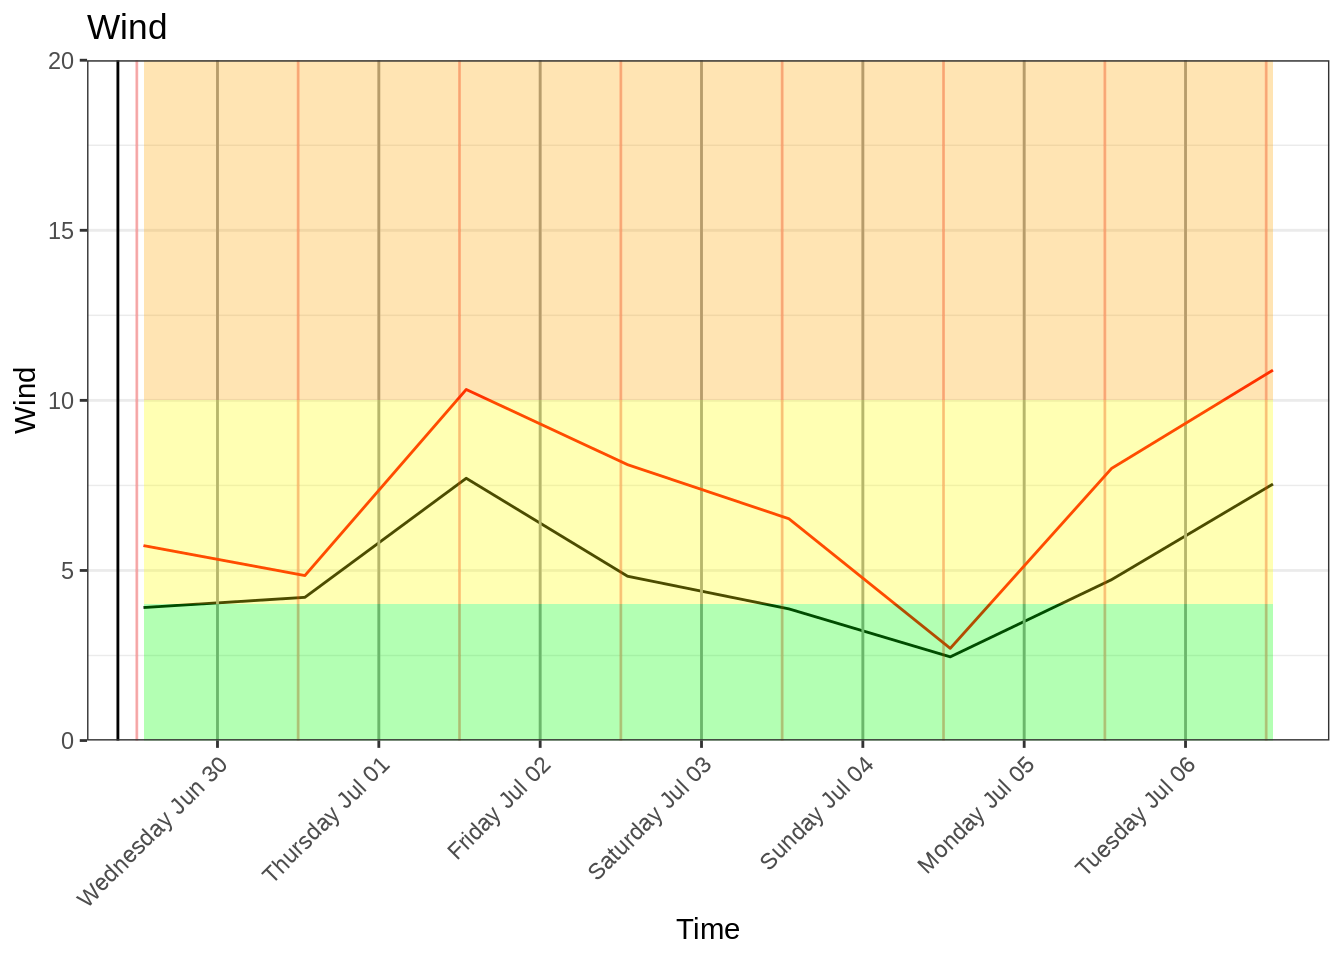 Wind
20
15
10
5
0
Wind
Wednesday Jun 30
Thursday Jul 01
Friday Jul 02
Saturday Jul 03
Sunday Jul 04
Monday Jul 05
Tuesday Jul 06
Time